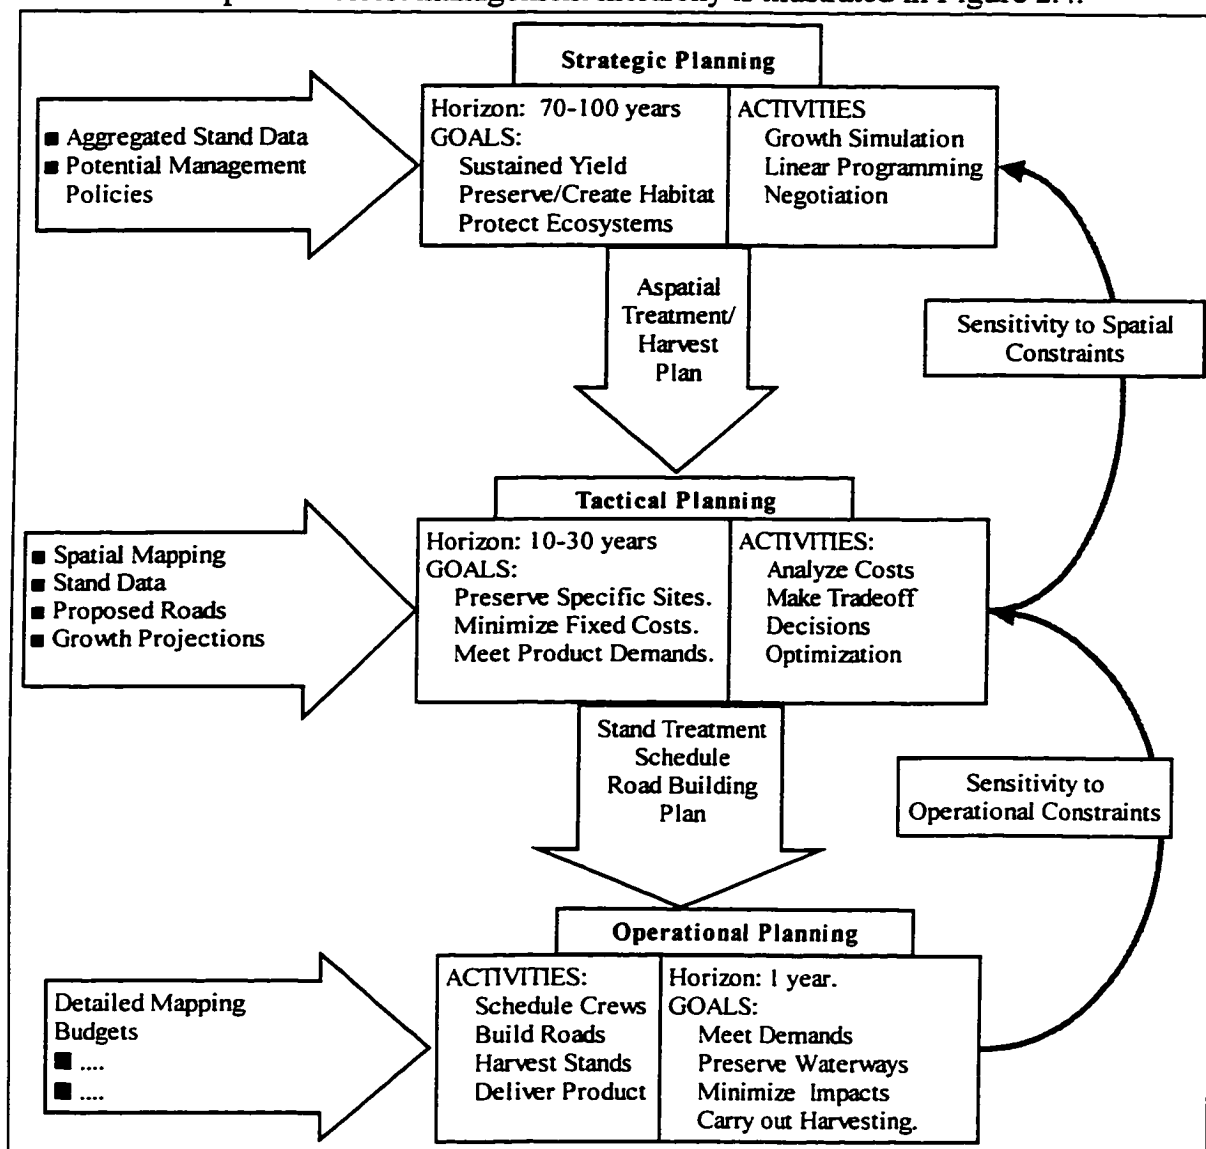 Strategic Planning
■ Aggregated Stand Data
■ Potential Management
Policies
Horizon: 70-100 years
GOALS:
Sustained Yield
Preserve/Create Habitat
Protect Ecosystems
ACTIVITIES
Growth Simulation
Linear Programming
Negotiation
Aspatial
Treatment/
Harvest
Plan
Sensitivity to Spatial
Constraints
Tactical Planning
■ Spatial Mapping
■ Stand Data
■ Proposed Roads
■ Growth Projections
Horizon: 10-30 years
GOALS:
Preserve Specific Sites.
Minimize Fixed Costs.
Meet Product Demands.
ACTIVITIES:
Analyze Costs
Make Tradeoff
Decisions
Optimization
Stand Treatment
Schedule
Road Building
Plan
Sensitivity to
Operational Constraints
Operational Planning
Detailed Mapping
Budgets
■ ....
■ ....
ACTIVITIES:
Schedule Crews
Build Roads
Harvest Stands
Deliver Product
Horizon: 1 year.
GOALS:
Meet Demands
Preserve Waterways
Minimize Impacts
Carry out Harvesting.